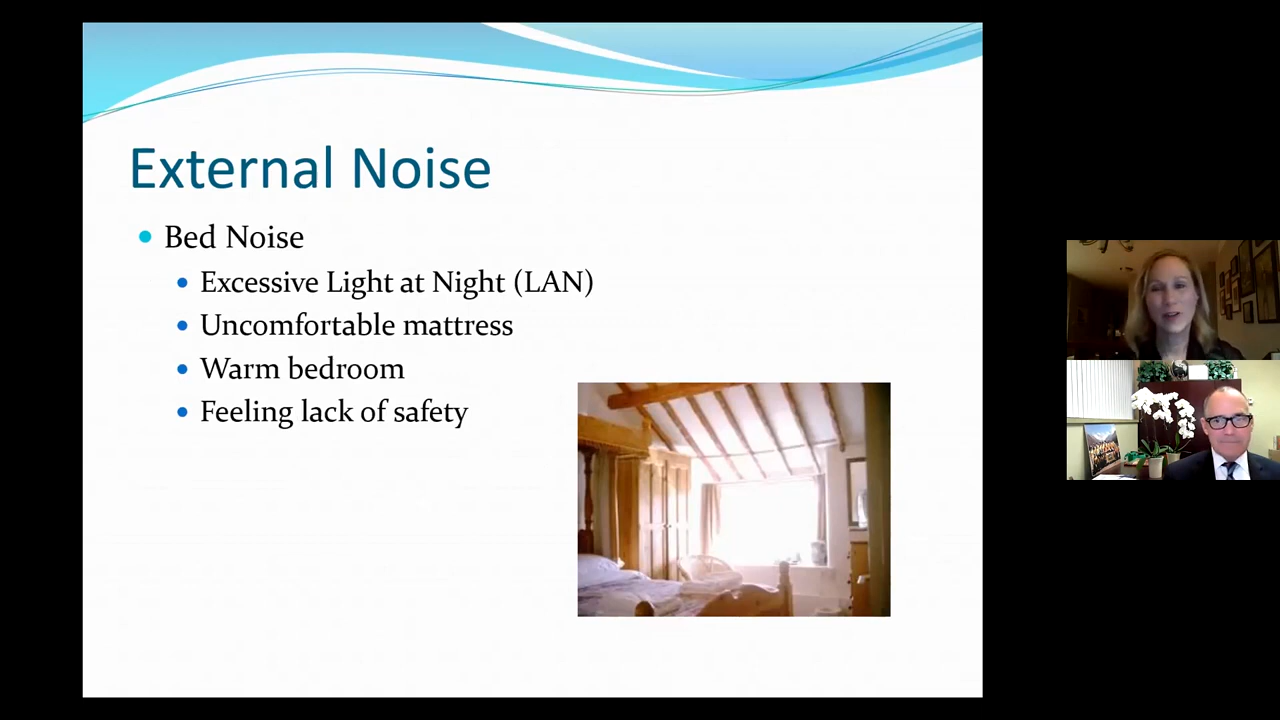 External Noise
Bed Noise
Excessive Light at Night (LAN)
Uncomfortable mattress
Warm bedroom
Feeling lack of safety